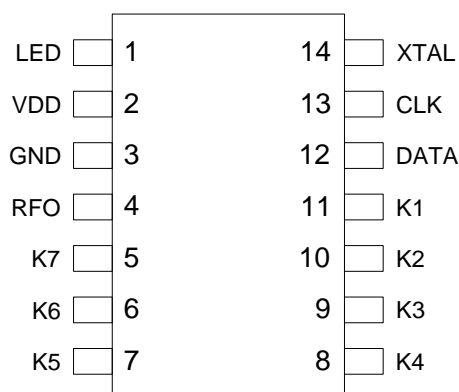 LED 1 14 XTAL
VDD 2 13 CLK
GND 3 12 DATA
RFO 4 11 K1
K7 5 10 K2
K6 6 9 K3
K5 7 8 K4